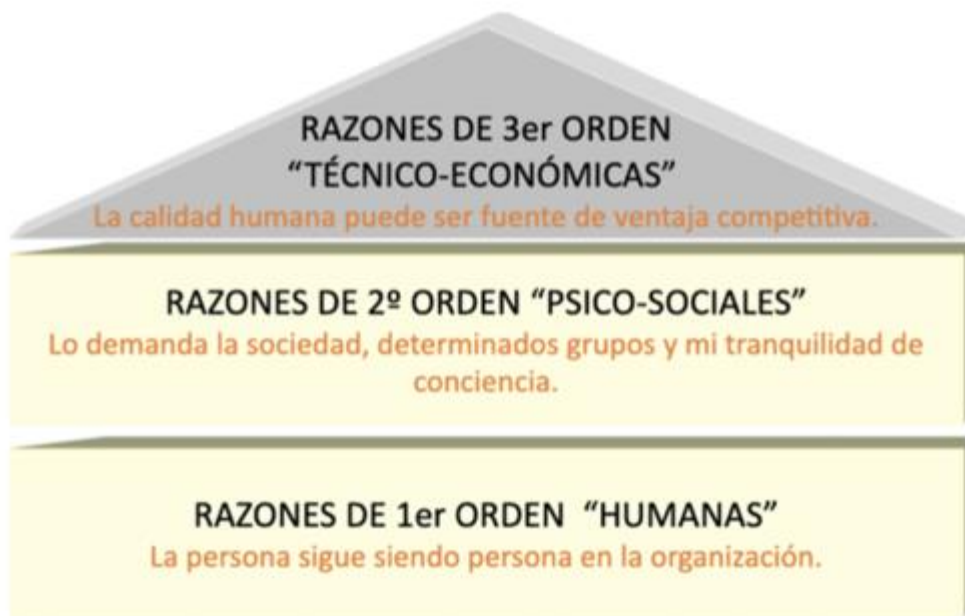 RAZONES DE 3er ORDEN
“TÉCNICO-ECONÓMICAS”
La calidad humana puede ser fuente de ventaja competitiva.
RAZONES DE 2º ORDEN “PSICO-SOCIALES”
Lo demanda la sociedad, determinados grupos y mi tranquilidad de
conciencia.
RAZONES DE 1er ORDEN “HUMANAS”
La persona sigue siendo persona en la organización.